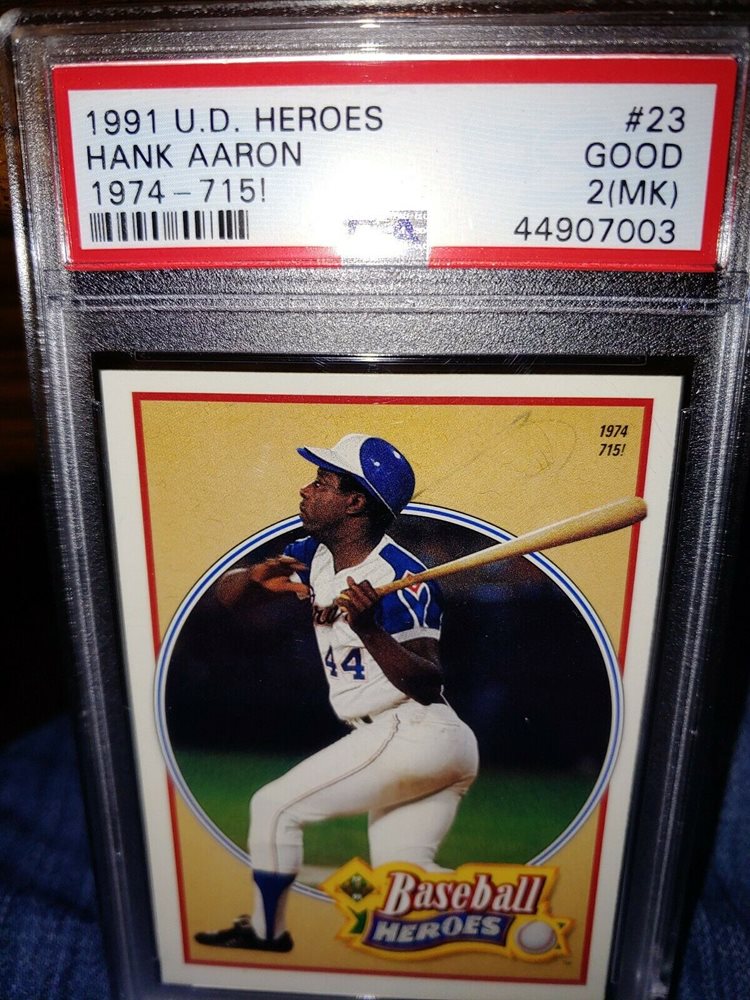 1991 U.D. HEROES #23
HANK AARON GOOD
1974 - 715! 2(MK)
44907003
1974
715!
44
Baseball
HEROES